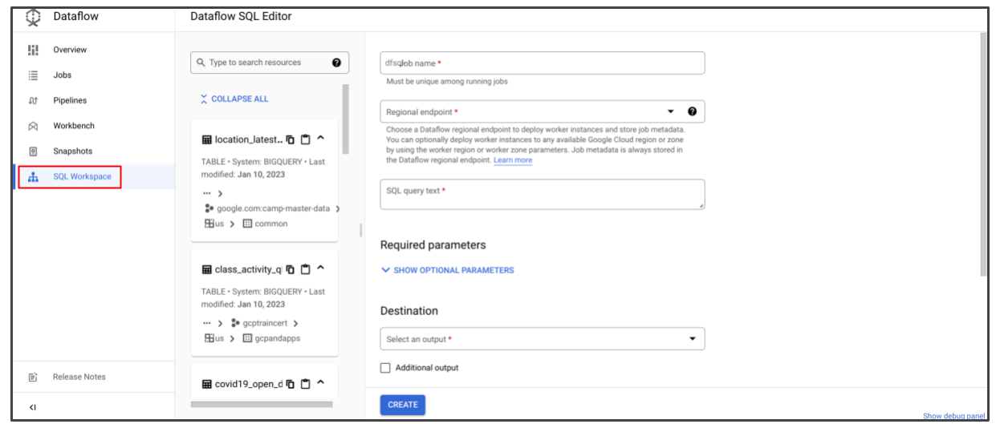 Dataflow
Dataflow SQL Editor
Overview
Jobs
Pipelines
Workbench
Snapshots
SQL Workspace
Release Notes
Type to search resources
COLLAPSE ALL
location_latest..
TABLE • System: BIGQUERY • Last
modified: Jan 10, 2023
...
google.com:camp-master-data
us > common
class_activity_q
TABLE • System: BIGQUERY • Last
modified: Jan 10, 2023
... > gcptraincert >
us > gcpandapps
covid19_open_d
Job name *
Must be unique among running jobs
Regional endpoint *
Choose a Dataflow regional endpoint to deploy worker instances and store job metadata.
You can optionally deploy worker instances to any available Google Cloud region or zone
by using the worker region or worker zone parameters. Job metadata is always stored in
the Dataflow regional endpoint. Learn more
SQL query text *
Required parameters
SHOW OPTIONAL PARAMETERS
Destination
Select an output *
Additional output
CREATE
Show debug panel